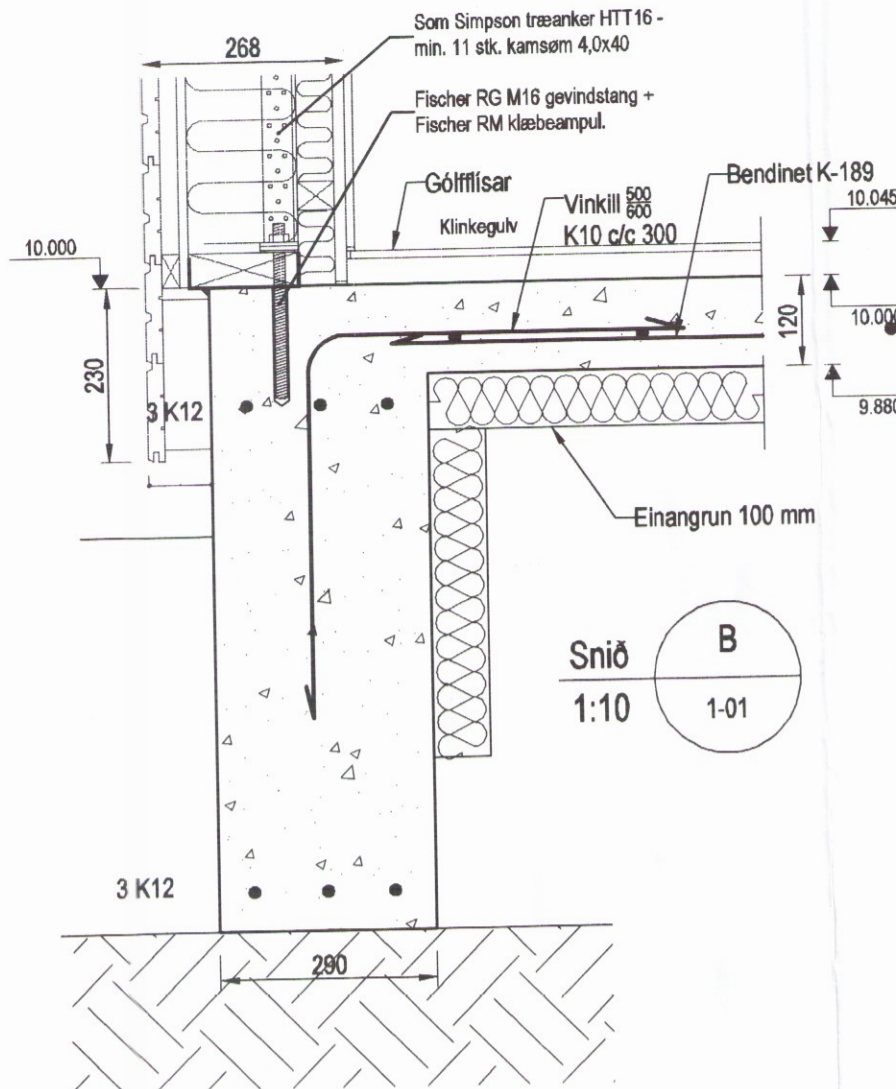 Som Simpson træanker HTT16 -
min. 11 stk. kamsøm 4,0x40
268
Fischer RG M16 gevindstang +
Fischer RM klæbeampul.
Gólfflísar
Klinkegulv
Vinkill 500/600
K10 c/c 300
Bendinet K-189
10.045
10.000
120
10.000
9.880
230
3 K12
Einangrun 100 mm
Snið
1:10
B
1-01
3 K12
290